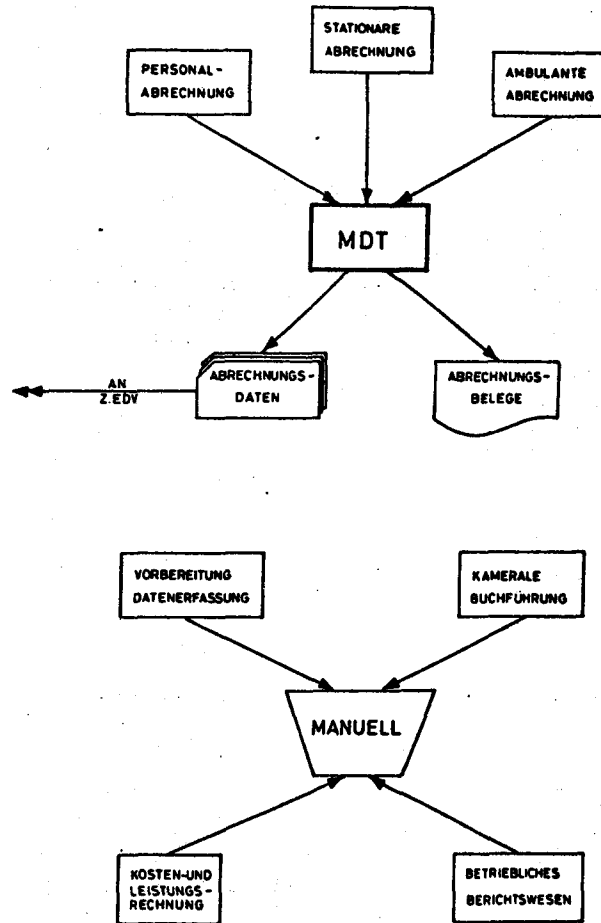 STATIONÄRE
ABRECHNUNG
PERSONAL-
ABRECHNUNG
AMBULANTE
ABRECHNUNG
MDT
ABRECHNUNGS-
DATEN
AN
Z.EDV
ABRECHNUNGS-
BELEGE
VORBEREITUNG
DATENERFASSUNG
KAMERALE
BUCHFÜHRUNG
MANUELL
KOSTEN-UND
LEISTUNGS-
RECHNUNG
BETRIEBLICHES
BERICHTSWESEN